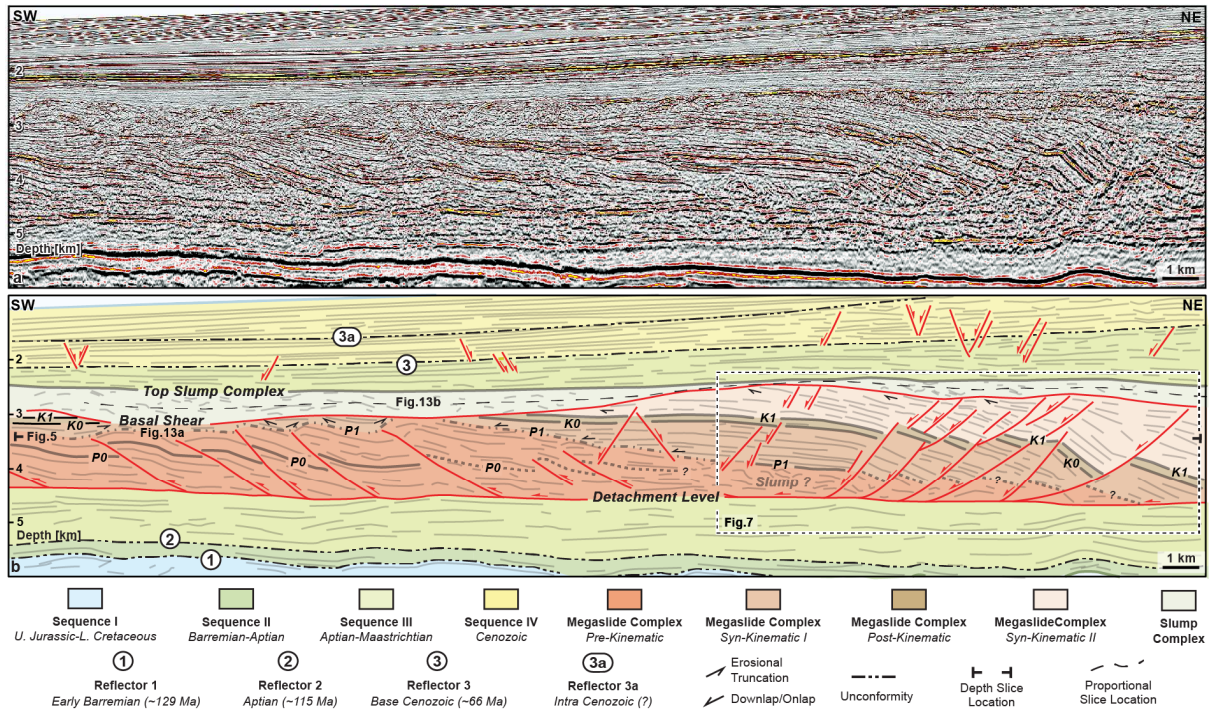 SW NE
2
3
4
5
Depth [km]
a
1 km
SW NE
3a
2
3
Top Slump Complex
Fig.13b
3
K1
K0
Basal Shear
Fig.5
Fig.13a
P1
P1
K0
K1
K1
P0
P0
P0
4
?
P1
Slump ?
K0
?
?
K1
Detachment Level
5
Depth [km]
2
1
Fig.7
b
1 km
Sequence I
U. Jurassic-L. Cretaceous
Sequence II
Barremian-Aptian
Sequence III
Aptian-Maastrichtian
Sequence IV
Cenozoic
Megaslide Complex
Pre-Kinematic
Megaslide Complex
Syn-Kinematic I
Megaslide Complex
Post-Kinematic
MegaslideComplex
Syn-Kinematic II
Slump
Complex
1
Reflector 1
Early Barremian (~129 Ma)
2
Reflector 2
Aptian (~115 Ma)
3
Reflector 3
Base Cenozoic (~66 Ma)
3a
Reflector 3a
Intra Cenozoic (?)
Erosional
Truncation
Downlap/Onlap
Unconformity
Depth Slice
Location
Proportional
Slice Location